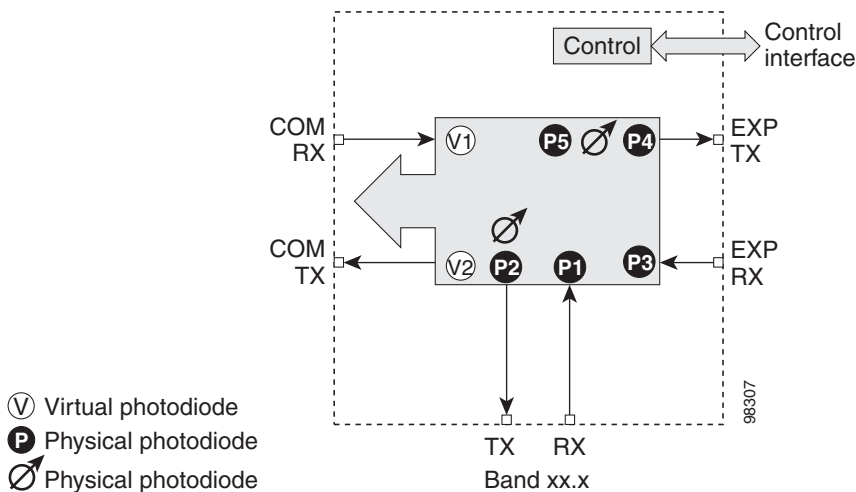 Control
Control
interface
COM
RX
V1
P5
P4
EXP
TX
COM
TX
V2
P2
P1
P3
EXP
RX
98307
V Virtual photodiode
P Physical photodiode
Physical photodiode
TX
RX
Band xx.x